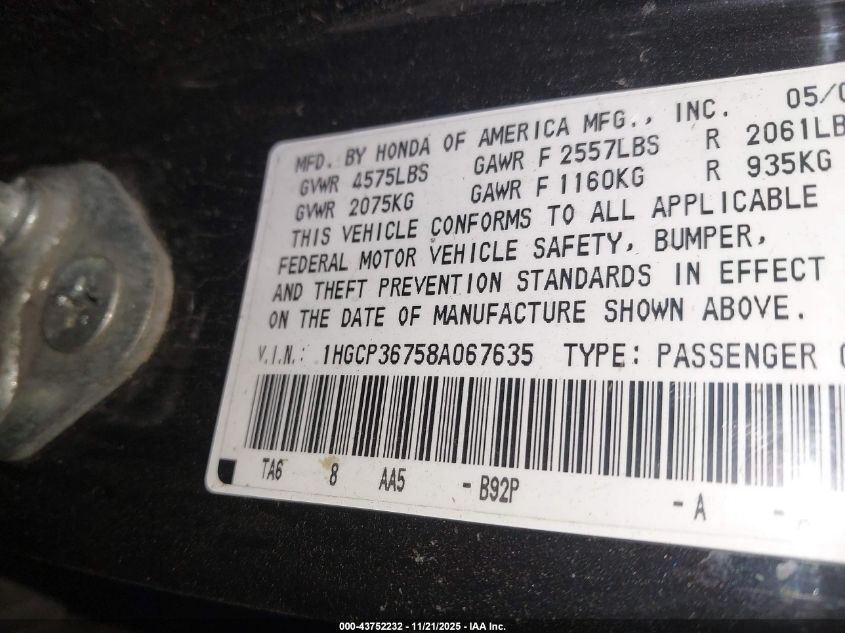 MFD. BY HONDA OF AMERICA MFG., INC. 05/0
GVWR 4575LBS GAWR F 2557LBS R 2061LB
GVWR 2075KG GAWR F 1160KG R 935KG
THIS VEHICLE CONFORMS TO ALL APPLICABLE
FEDERAL MOTOR VEHICLE SAFETY, BUMPER,
AND THEFT PREVENTION STANDARDS IN EFFECT
ON THE DATE OF MANUFACTURE SHOWN ABOVE.
V.I.N.: 1HGCP36758A067635 TYPE: PASSENGER
TA6 8 AA5 - B92P - A -
000-43752232 - 11/21/2025 - IAA Inc.